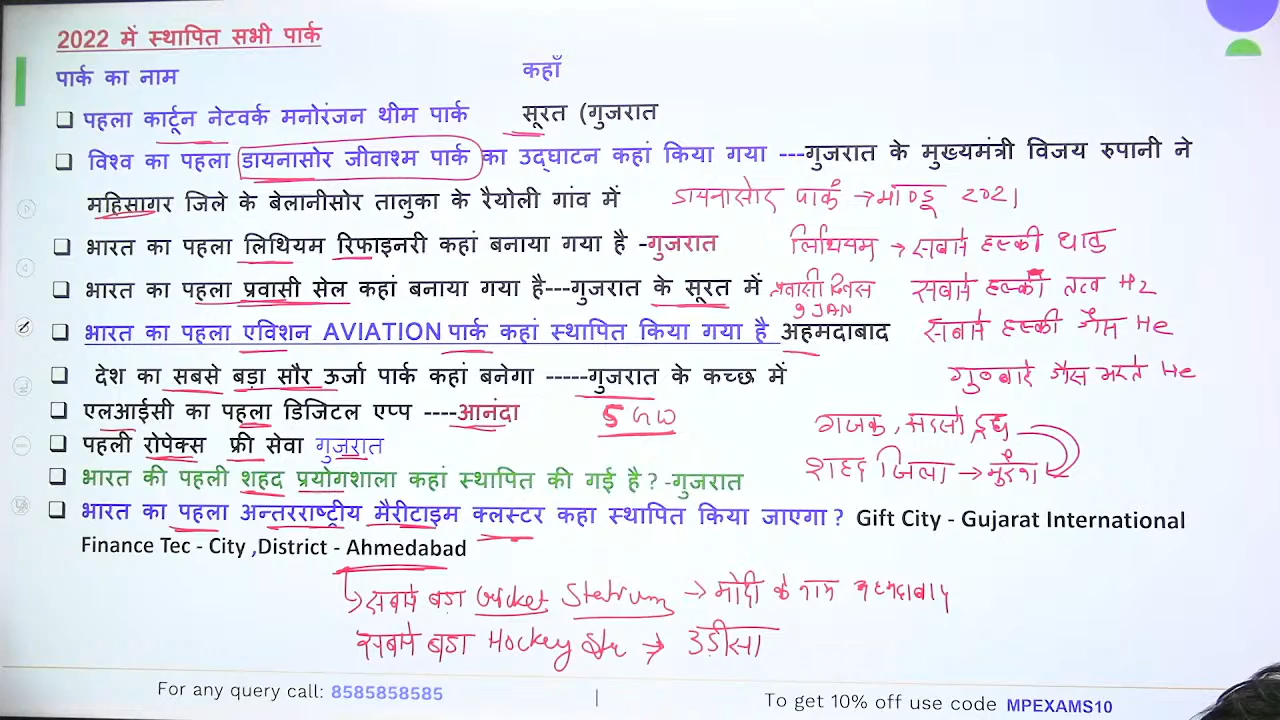 2022 में स्थापित सभी पार्क
पार्क का नाम कहाँ
❑ पहला कार्टून नेटवर्क मनोरंजन थीम पार्क सूरत (गुजरात
❑ विश्व का पहला डायनासोर जीवाश्म पार्क का उद्घाटन कहां किया गया ---गुजरात के मुख्यमंत्री विजय रुपानी ने
महिसागर जिले के बेलानीसोर तालुका के रैयोली गांव में डायनासोर पार्क → माण्डू 2021
❑ भारत का पहला लिथियम रिफाइनरी कहां बनाया गया है -गुजरात लिथियम → सबसे हल्की धातु
❑ भारत का पहला प्रवासी सेल कहां बनाया गया है---गुजरात के सूरत में प्रवासी दिवस सबसे हल्की तत्व H2
9 JAN
❑ भारत का पहला एविशन AVIATION पार्क कहां स्थापित किया गया है अहमदाबाद सबसे हल्की गैस He
❑ देश का सबसे बड़ा सौर ऊर्जा पार्क कहां बनेगा -----गुजरात के कच्छ में गुब्बारे गैस भरते He
❑ एलआईसी का पहला डिजिटल एप्प ----आनंदा 5 GW गजक, सरसो
❑ पहली रोपेक्स फ्री सेवा गुजरात शहद जिला → मुरैना
❑ भारत की पहली शहद प्रयोगशाला कहां स्थापित की गई है? -गुजरात
❑ भारत का पहला अन्तरराष्ट्रीय मैरीटाइम क्लस्टर कहा स्थापित किया जाएगा? Gift City - Gujarat International
Finance Tec - City ,District - Ahmedabad
सबसे बड़ा Cricket → मोदी के नाम अहमदाबाद
सबसे बड़ा Hockey → उड़ीसा
For any query call: 8585858585 | To get 10% off use code MPEXAMS10